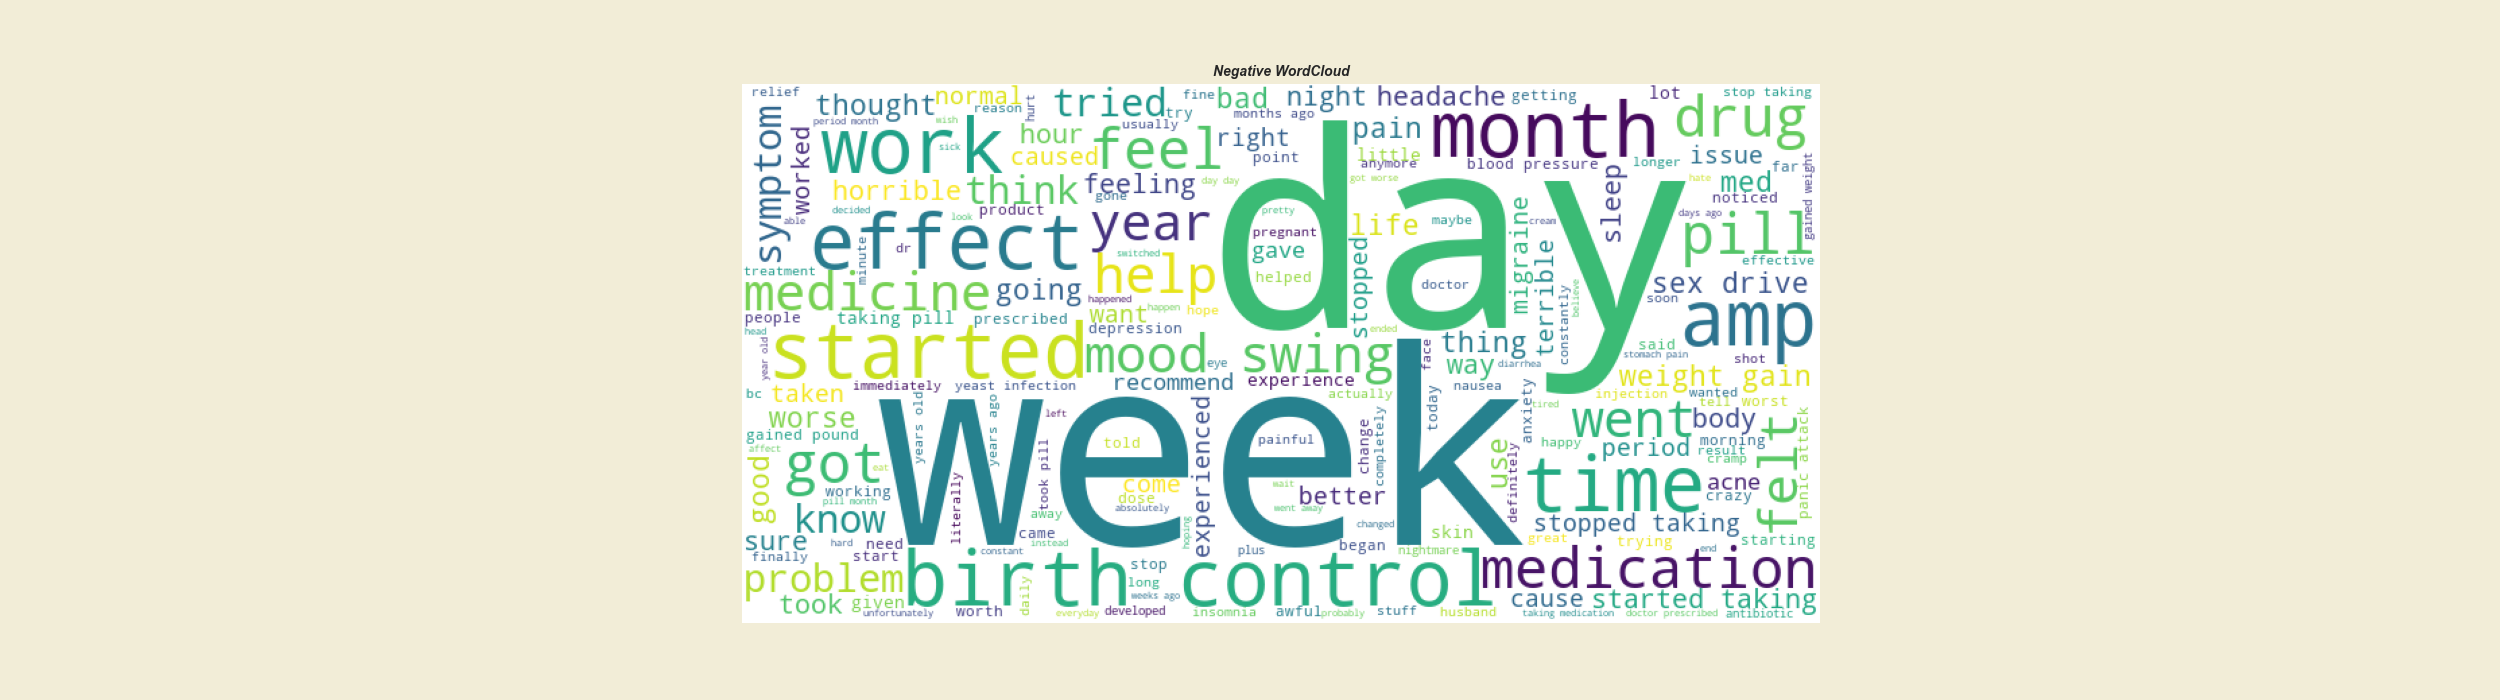 Negative WordCloud
relief
thought
normal
reason
hurt
tried
try
fine
bad
night
headache
getting
lot
stop taking
period month
wish
months ago
symptom
worked
work
sick
hour
usually
right
pain
month
drug
caused
feel
point
little
anymore
blood pressure
longer
issue
far
horrible
think
feeling
day day
day
got worse
sleep
hate
med
gained weight
able
decided
look
product
gone
year
pretty
life
maybe
migraine
cream
noticed
days ago
pill
effect
minute
dr
pregnant
gave
stopped
terrible
effective
treatment
switched
help
helped
doctor
constantly
believe
sex drive
medicine
going
happened
happen
hope
soon
amp
people
taking pill
prescribed
want
depression
ended
head
year old
started
mood
eye
swing
thing
face
way
diarrhea
said
stomach pain
shot
immediately
yeast infection
recommend
experience
nausea
weight gain
bc
taken
actually
today
anxiety
tired
injection
wanted
tell worst
worse
years old
years ago
left
week
went
body
gained pound
affect
told
painful
change
completely
happy
period
morning
result
cramp
felt
panic attack
good
got
eat
took pill
experienced
use
definitely
working
pill month
literally
come
dose
wait
better
time
acne
crazy
know
away
absolutely
went away
changed
skin
stopped taking
sure
hard
need
came
instead
hoping
great
trying
starting
finally
start
constant
plus
began
nightmare
end
problem
birth control
stop
long
medication
took
given
daily
weeks ago
cause
started taking
unfortunately
worth
everyday
developed
insomnia
awful
probably
stuff
husband
taking medication
doctor prescribed
antibiotic